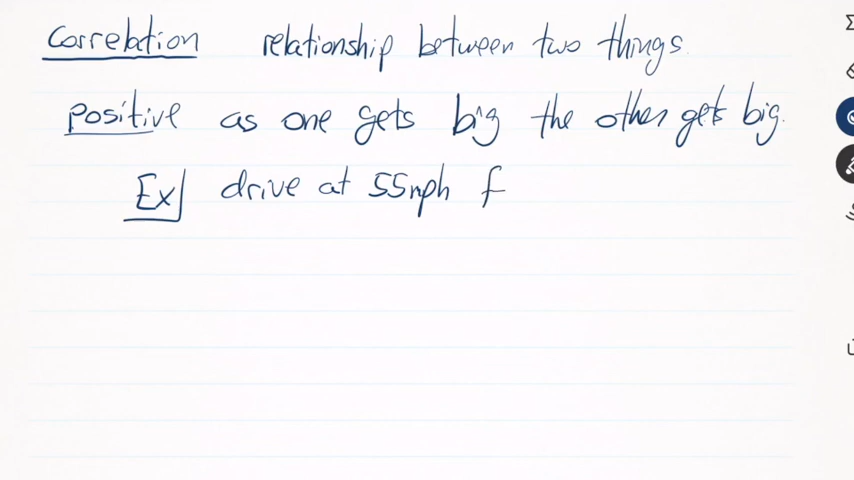 Correlation relationship between two things.
positive as one gets big the other gets big.
Ex drive at 55mph f